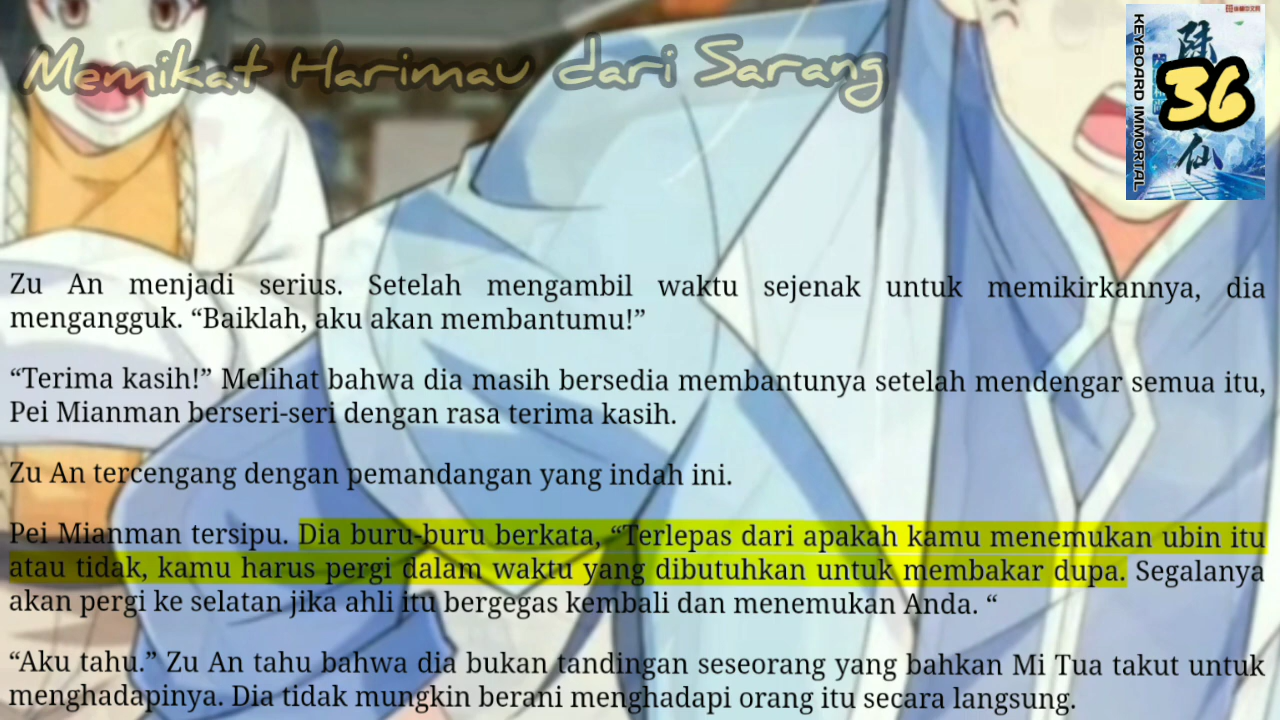 Memikat Harimau dari Sarang
KEYBOARD IMMORTAL
36
仙
Zu An menjadi serius. Setelah mengambil waktu sejenak untuk memikirkannya, dia
mengangguk. “Baiklah, aku akan membantumu!”
“Terima kasih!” Melihat bahwa dia masih bersedia membantunya setelah mendengar semua itu,
Pei Mianman berseri-seri dengan rasa terima kasih.
Zu An tercengang dengan pemandangan yang indah ini.
Pei Mianman tersipu. Dia buru-buru berkata, “Terlepas dari apakah kamu menemukan ubin itu
atau tidak, kamu harus pergi dalam waktu yang dibutuhkan untuk membakar dupa. Segalanya
akan pergi ke selatan jika ahli itu bergegas kembali dan menemukan Anda. “
“Aku tahu.” Zu An tahu bahwa dia bukan tandingan seseorang yang bahkan Mi Tua takut untuk
menghadapinya. Dia tidak mungkin berani menghadapi orang itu secara langsung.